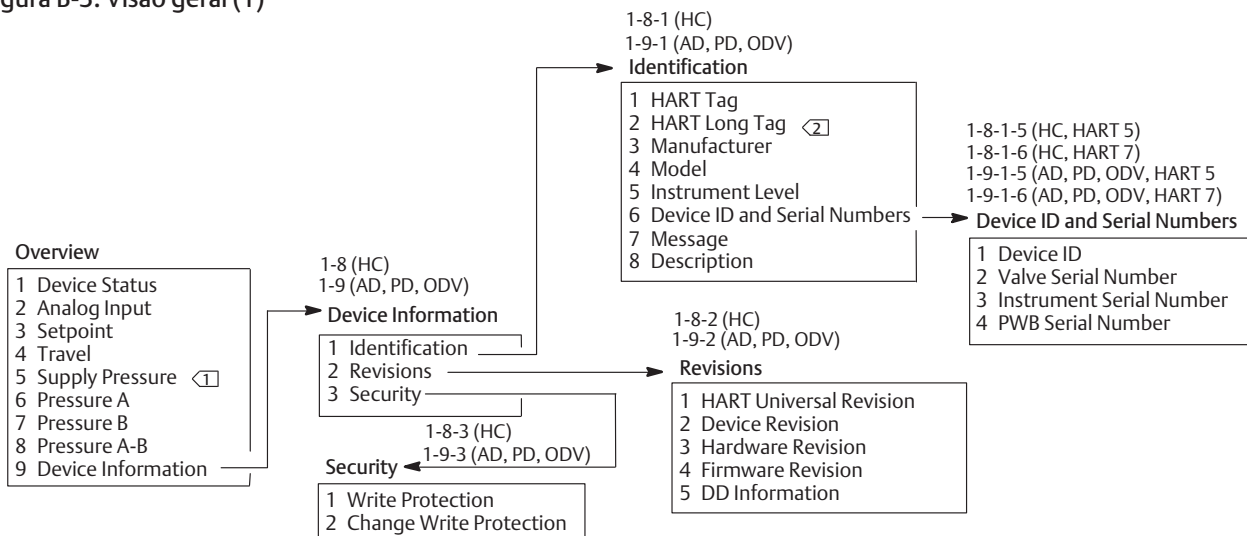 gura B-3. Visão geral (1)
1-8-1 (HC)
1-9-1 (AD, PD, ODV)
Identification
1 HART Tag
2 HART Long Tag 2
3 Manufacturer
4 Model
5 Instrument Level
6 Device ID and Serial Numbers
7 Message
8 Description
1-8-1-5 (HC, HART 5)
1-8-1-6 (HC, HART 7)
1-9-1-5 (AD, PD, ODV, HART 5
1-9-1-6 (AD, PD, ODV, HART 7)
Device ID and Serial Numbers
1 Device ID
2 Valve Serial Number
3 Instrument Serial Number
4 PWB Serial Number
Overview
1 Device Status
2 Analog Input
3 Setpoint
4 Travel
5 Supply Pressure 1
6 Pressure A
7 Pressure B
8 Pressure A-B
9 Device Information
1-8 (HC)
1-9 (AD, PD, ODV)
Device Information
1 Identification
2 Revisions
3 Security
1-8-2 (HC)
1-9-2 (AD, PD, ODV)
Revisions
1 HART Universal Revision
2 Device Revision
3 Hardware Revision
4 Firmware Revision
5 DD Information
1-8-3 (HC)
1-9-3 (AD, PD, ODV)
Security
1 Write Protection
2 Change Write Protection